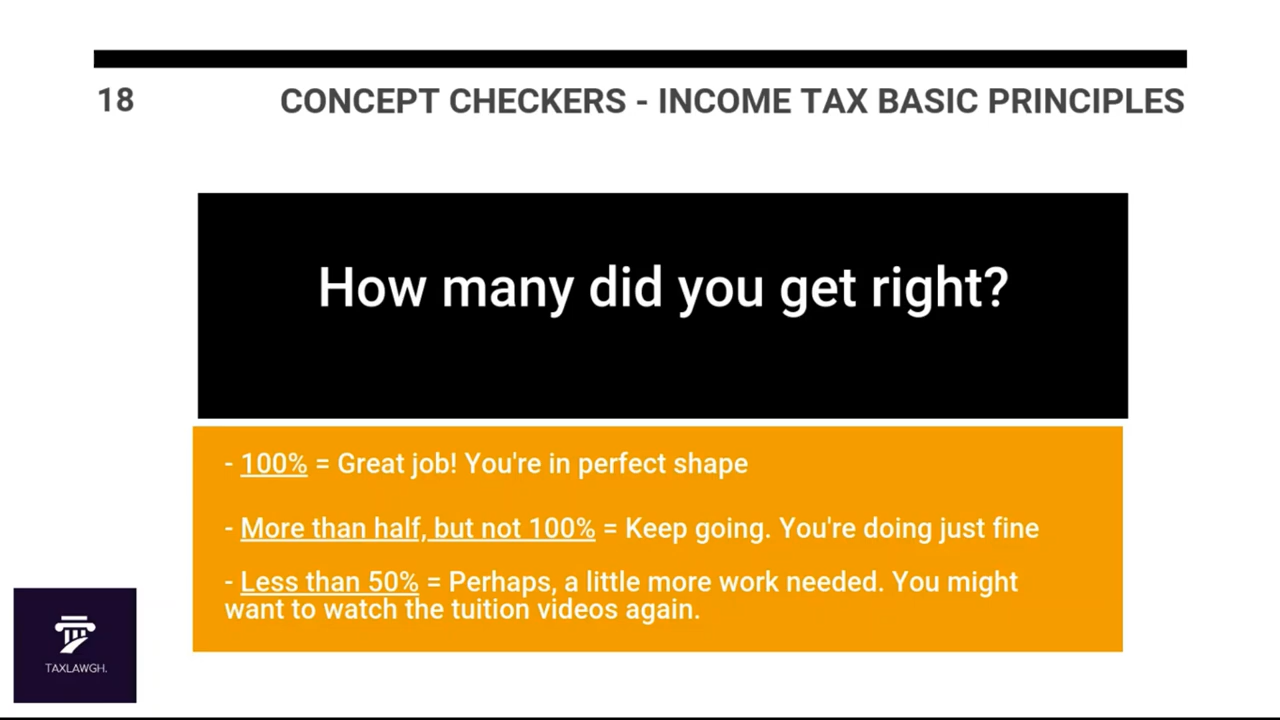 18
CONCEPT CHECKERS - INCOME TAX BASIC PRINCIPLES
How many did you get right?
- 100% = Great job! You're in perfect shape
- More than half, but not 100% = Keep going. You're doing just fine
- Less than 50% = Perhaps, a little more work needed. You might
want to watch the tuition videos again.
TAXLAWGH.